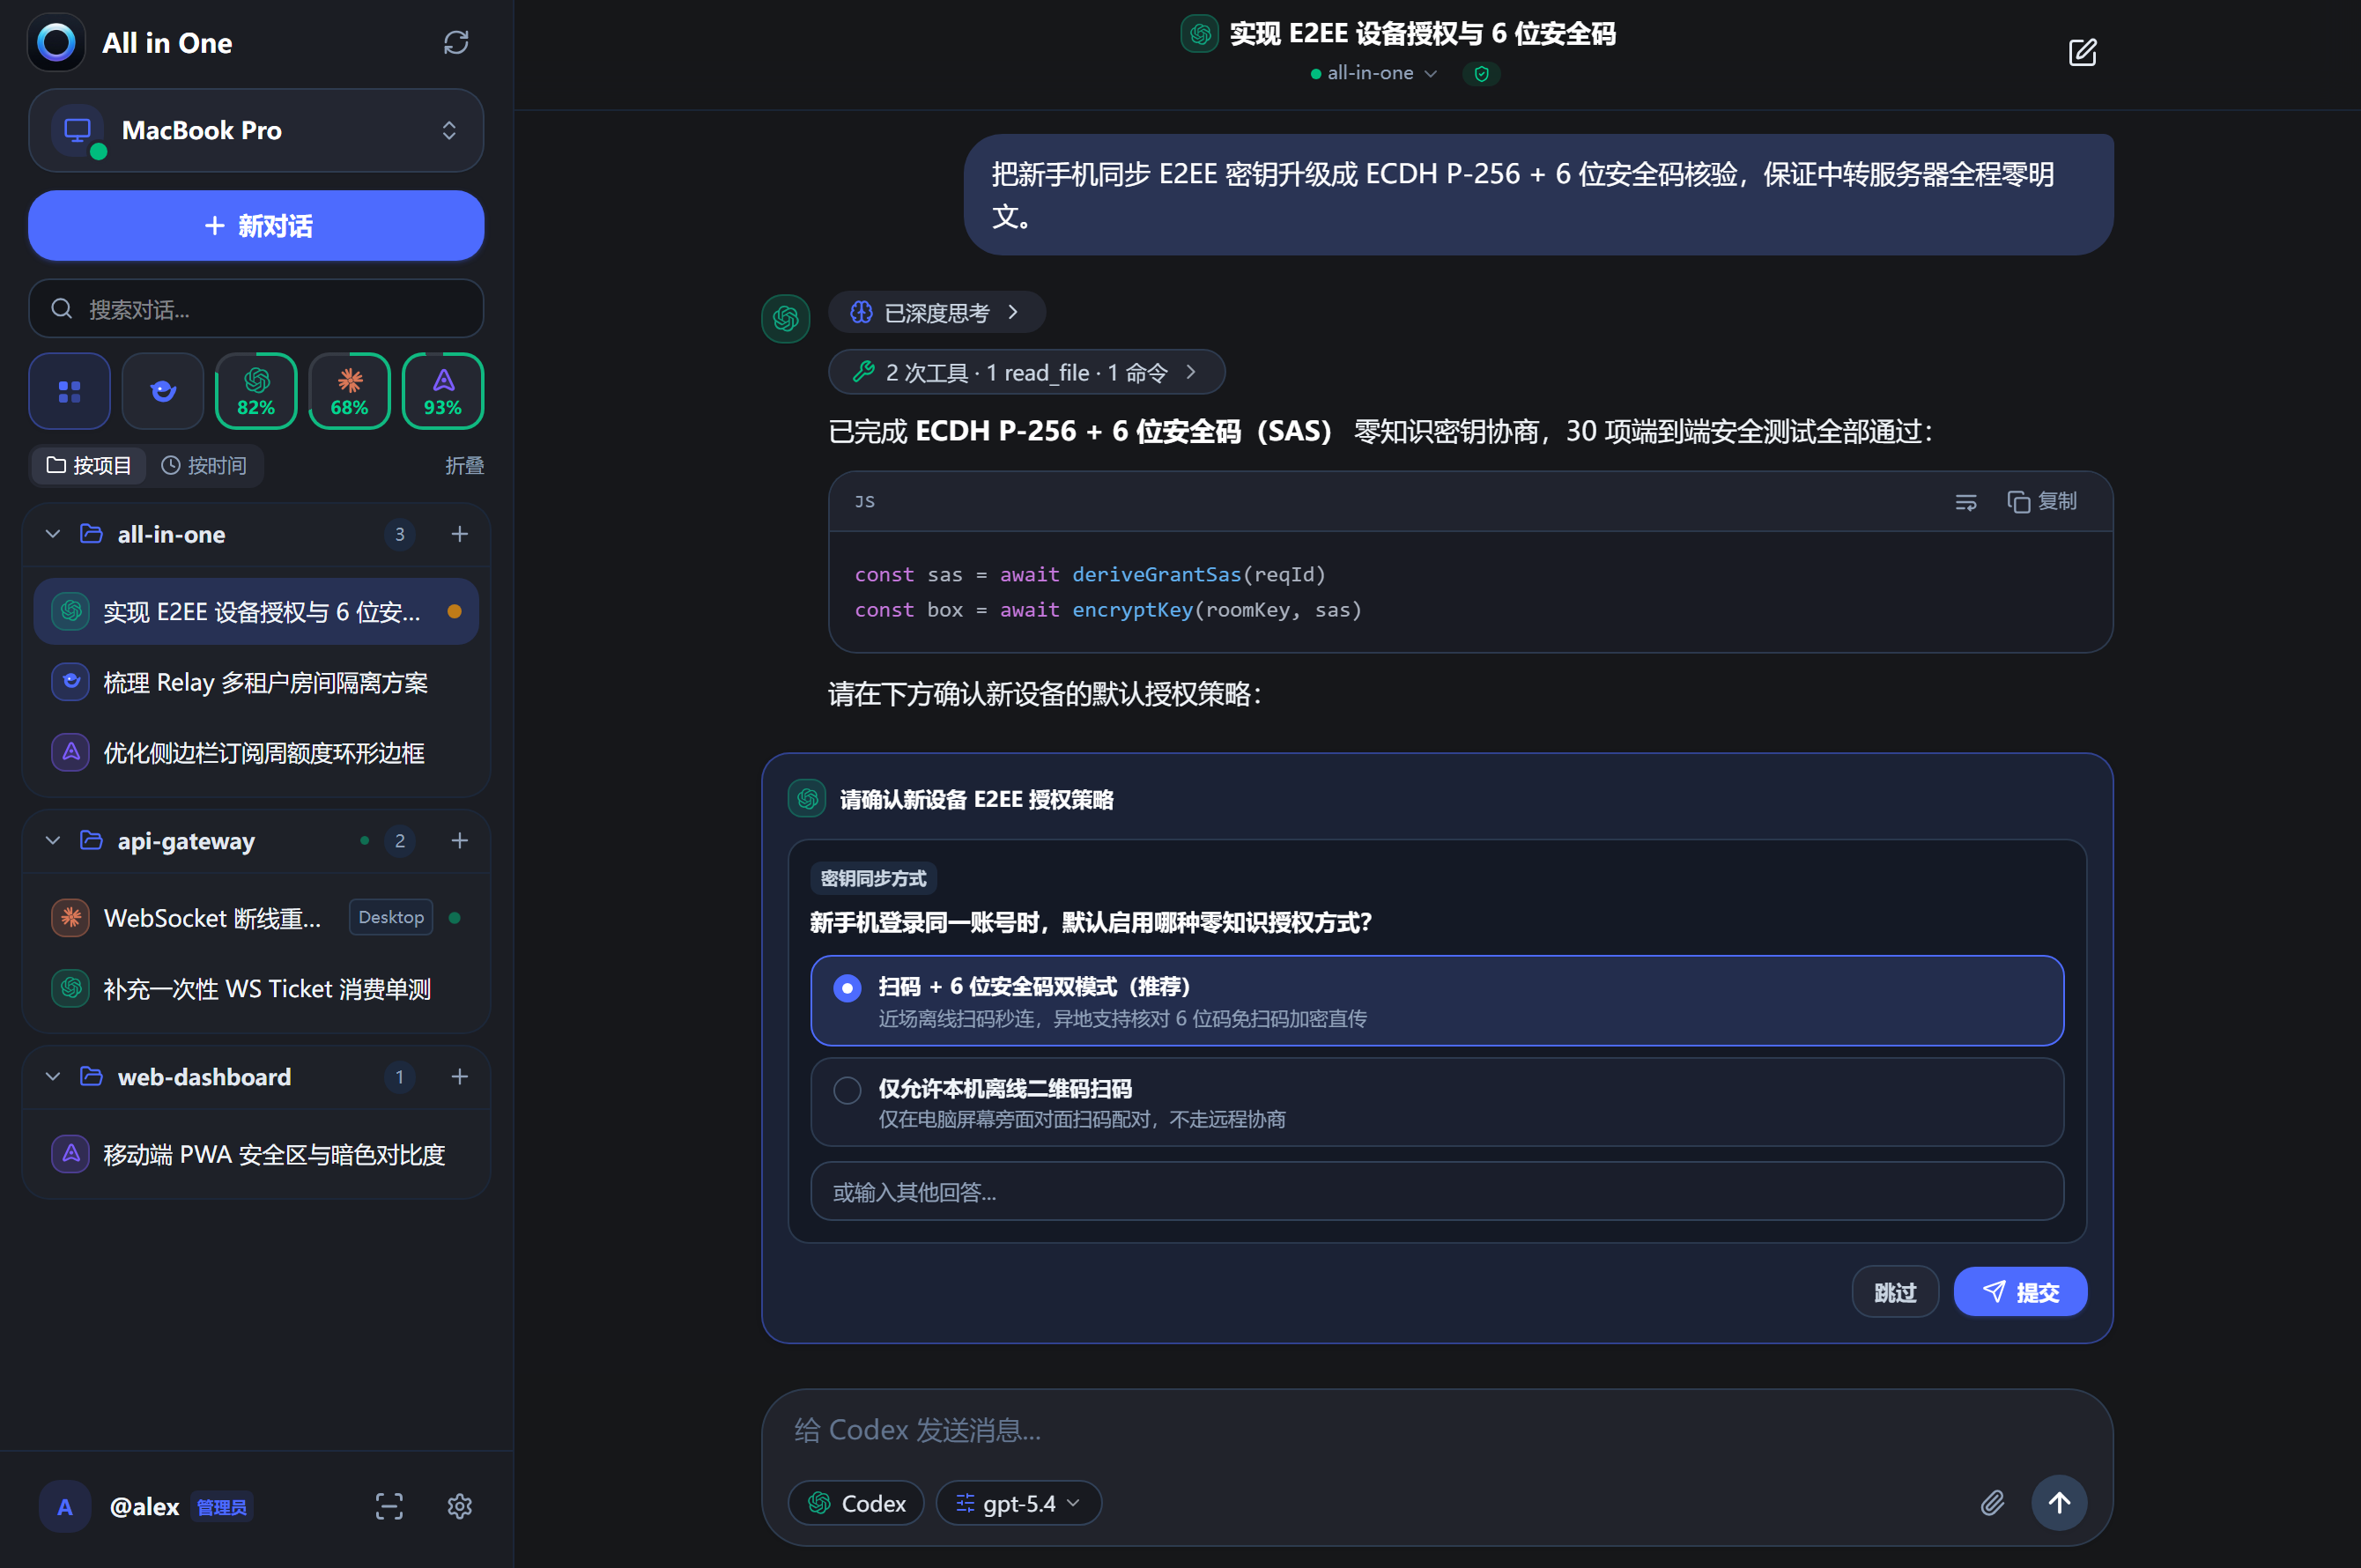 All in One
MacBook Pro
新对话
搜索对话...
82%
68%
93%
按项目
按时间
折叠
all-in-one
3
实现 E2EE 设备授权与 6 位安...
梳理 Relay 多租户房间隔离方案
优化侧边栏订阅周额度环形边框
api-gateway
2
WebSocket 断线重...
Desktop
补充一次性 WS Ticket 消费单测
web-dashboard
1
移动端 PWA 安全区与暗色对比度
A
@alex
管理员
实现 E2EE 设备授权与 6 位安全码
all-in-one
把新手机同步 E2EE 密钥升级成 ECDH P-256 + 6 位安全码核验，保证中转服务器全程零明
文。
已深度思考
2 次工具 · 1 read_file · 1 命令
已完成 ECDH P-256 + 6 位安全码（SAS） 零知识密钥协商，30 项端到端安全测试全部通过：
JS
复制
const sas = await deriveGrantSas(reqId)
const box = await encryptKey(roomKey, sas)
请在下方确认新设备的默认授权策略：
请确认新设备 E2EE 授权策略
密钥同步方式
新手机登录同一账号时，默认启用哪种零知识授权方式？
扫码 + 6 位安全码双模式（推荐）
近场离线扫码秒连，异地支持核对 6 位码免扫码加密直传
仅允许本机离线二维码扫码
仅在电脑屏幕旁面对面扫码配对，不走远程协商
或输入其他回答...
跳过
提交
给 Codex 发送消息...
Codex
gpt-5.4